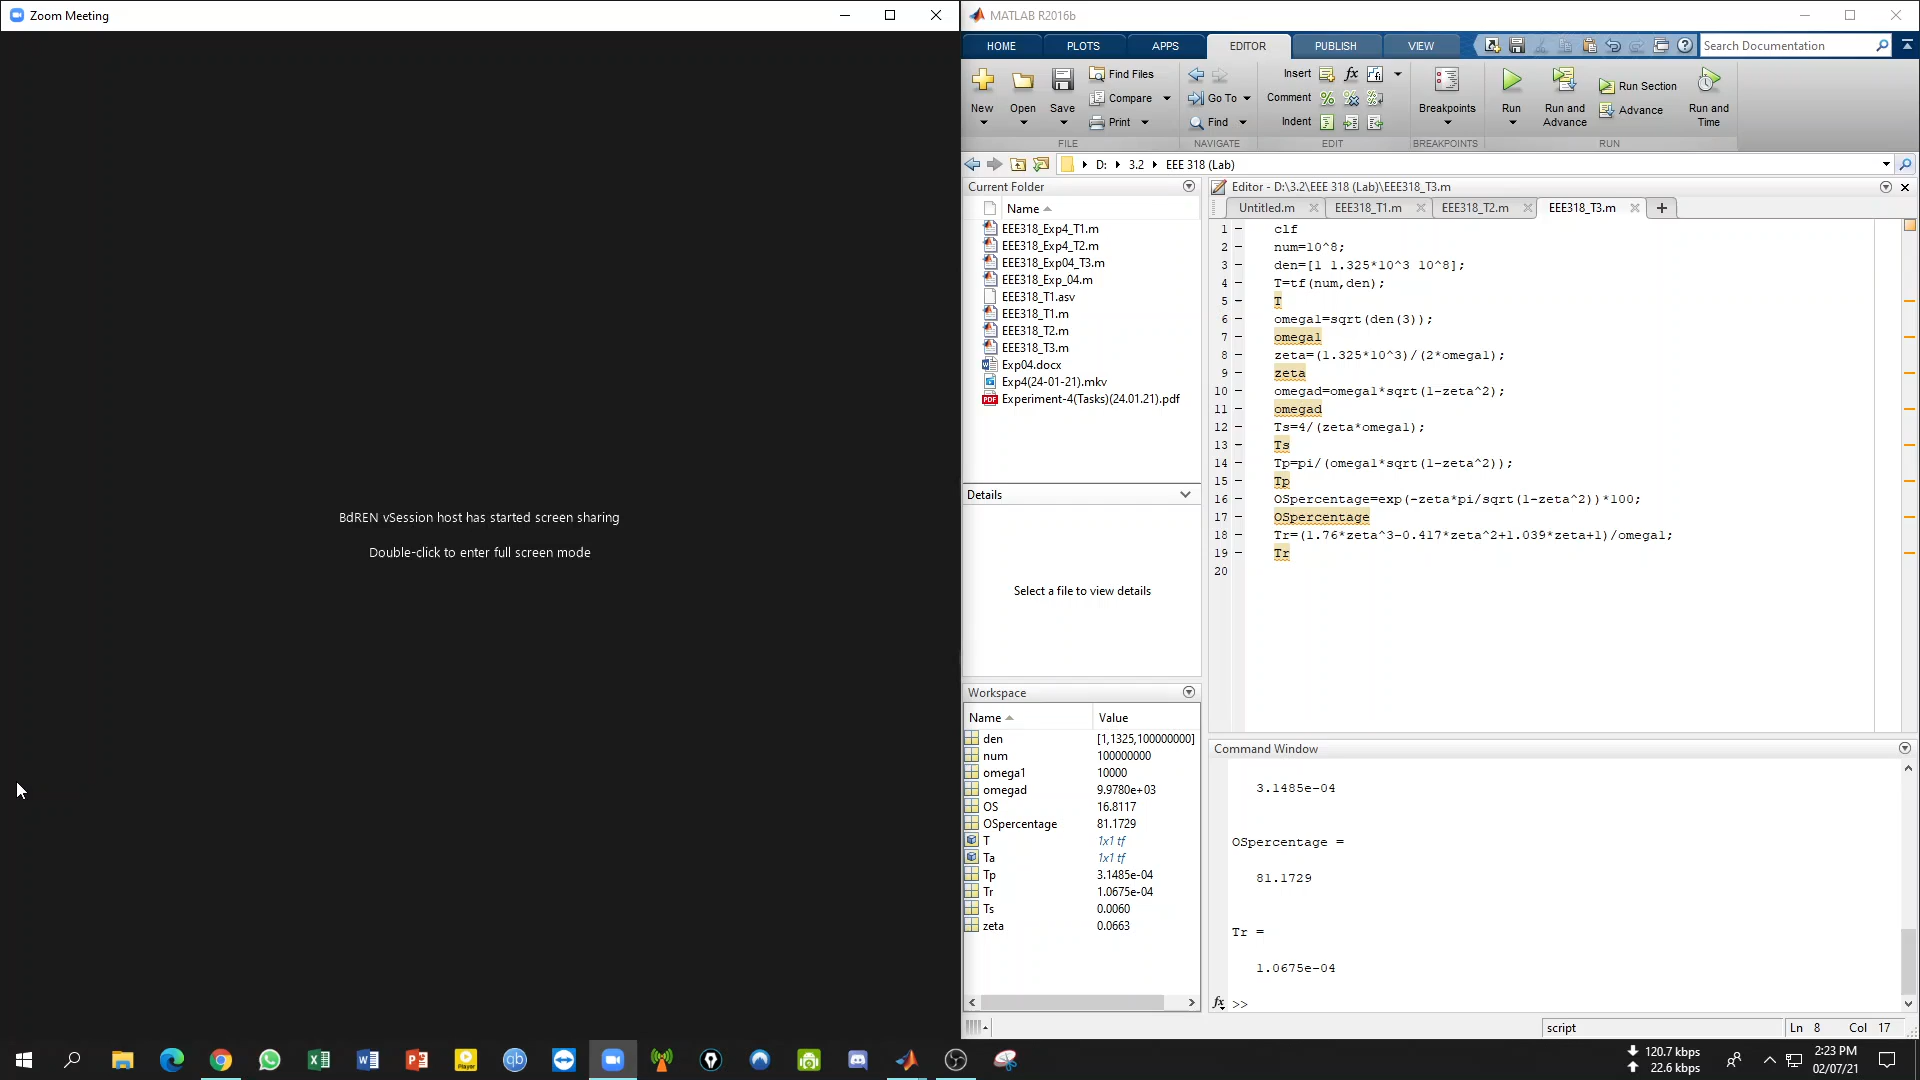 Zoom Meeting
BdREN vSession host has started screen sharing
Double-click to enter full screen mode
MATLAB R2016b
HOME PLOTS APPS EDITOR PUBLISH VIEW Search Documentation
New Open Save Find Files Compare Print
FILE
Go To Find
NAVIGATE
Insert fx
Comment
Indent
EDIT
Breakpoints
BREAKPOINTS
Run Run and Advance Run Section Advance Run and Time
RUN
D: 3.2 EEE 318 (Lab)
Current Folder
Name
EEE318_Exp4_T1.m
EEE318_Exp4_T2.m
EEE318_Exp04_T3.m
EEE318_Exp_04.m
EEE318_T1.asv
EEE318_T1.m
EEE318_T2.m
EEE318_T3.m
Exp04.docx
Exp4(24-01-21).mkv
PDF Experiment-4(Tasks)(24.01.21).pdf
Details
Select a file to view details
Workspace
Name Value
den [1,1325,100000000]
num 100000000
omega1 10000
omegad 9.9780e+03
OS 16.8117
OSpercentage 81.1729
T 1x1 tf
Ta 1x1 tf
Tp 3.1485e-04
Tr 1.0675e-04
Ts 0.0060
zeta 0.0663
Editor - D:\3.2\EEE 318 (Lab)\EEE318_T3.m
Untitled.m EEE318_T1.m EEE318_T2.m EEE318_T3.m
1 – clf
2 – num=10^8;
3 – den=[1 1.325*10^3 10^8];
4 – T=tf(num,den);
5 – T
6 – omega1=sqrt(den(3));
7 – omega1
8 – zeta=(1.325*10^3)/(2*omega1);
9 – zeta
10 – omegad=omega1*sqrt(1-zeta^2);
11 – omegad
12 – Ts=4/(zeta*omega1);
13 – Ts
14 – Tp=pi/(omega1*sqrt(1-zeta^2));
15 – Tp
16 – OSpercentage=exp(-zeta*pi/sqrt(1-zeta^2))*100;
17 – OSpercentage
18 – Tr=(1.76*zeta^3-0.417*zeta^2+1.039*zeta+1)/omega1;
19 – Tr
20
Command Window
3.1485e-04
OSpercentage =
81.1729
Tr =
1.0675e-04
fx >>
script Ln 8 Col 17
120.7 kbps
22.6 kbps
2:23 PM
02/07/21